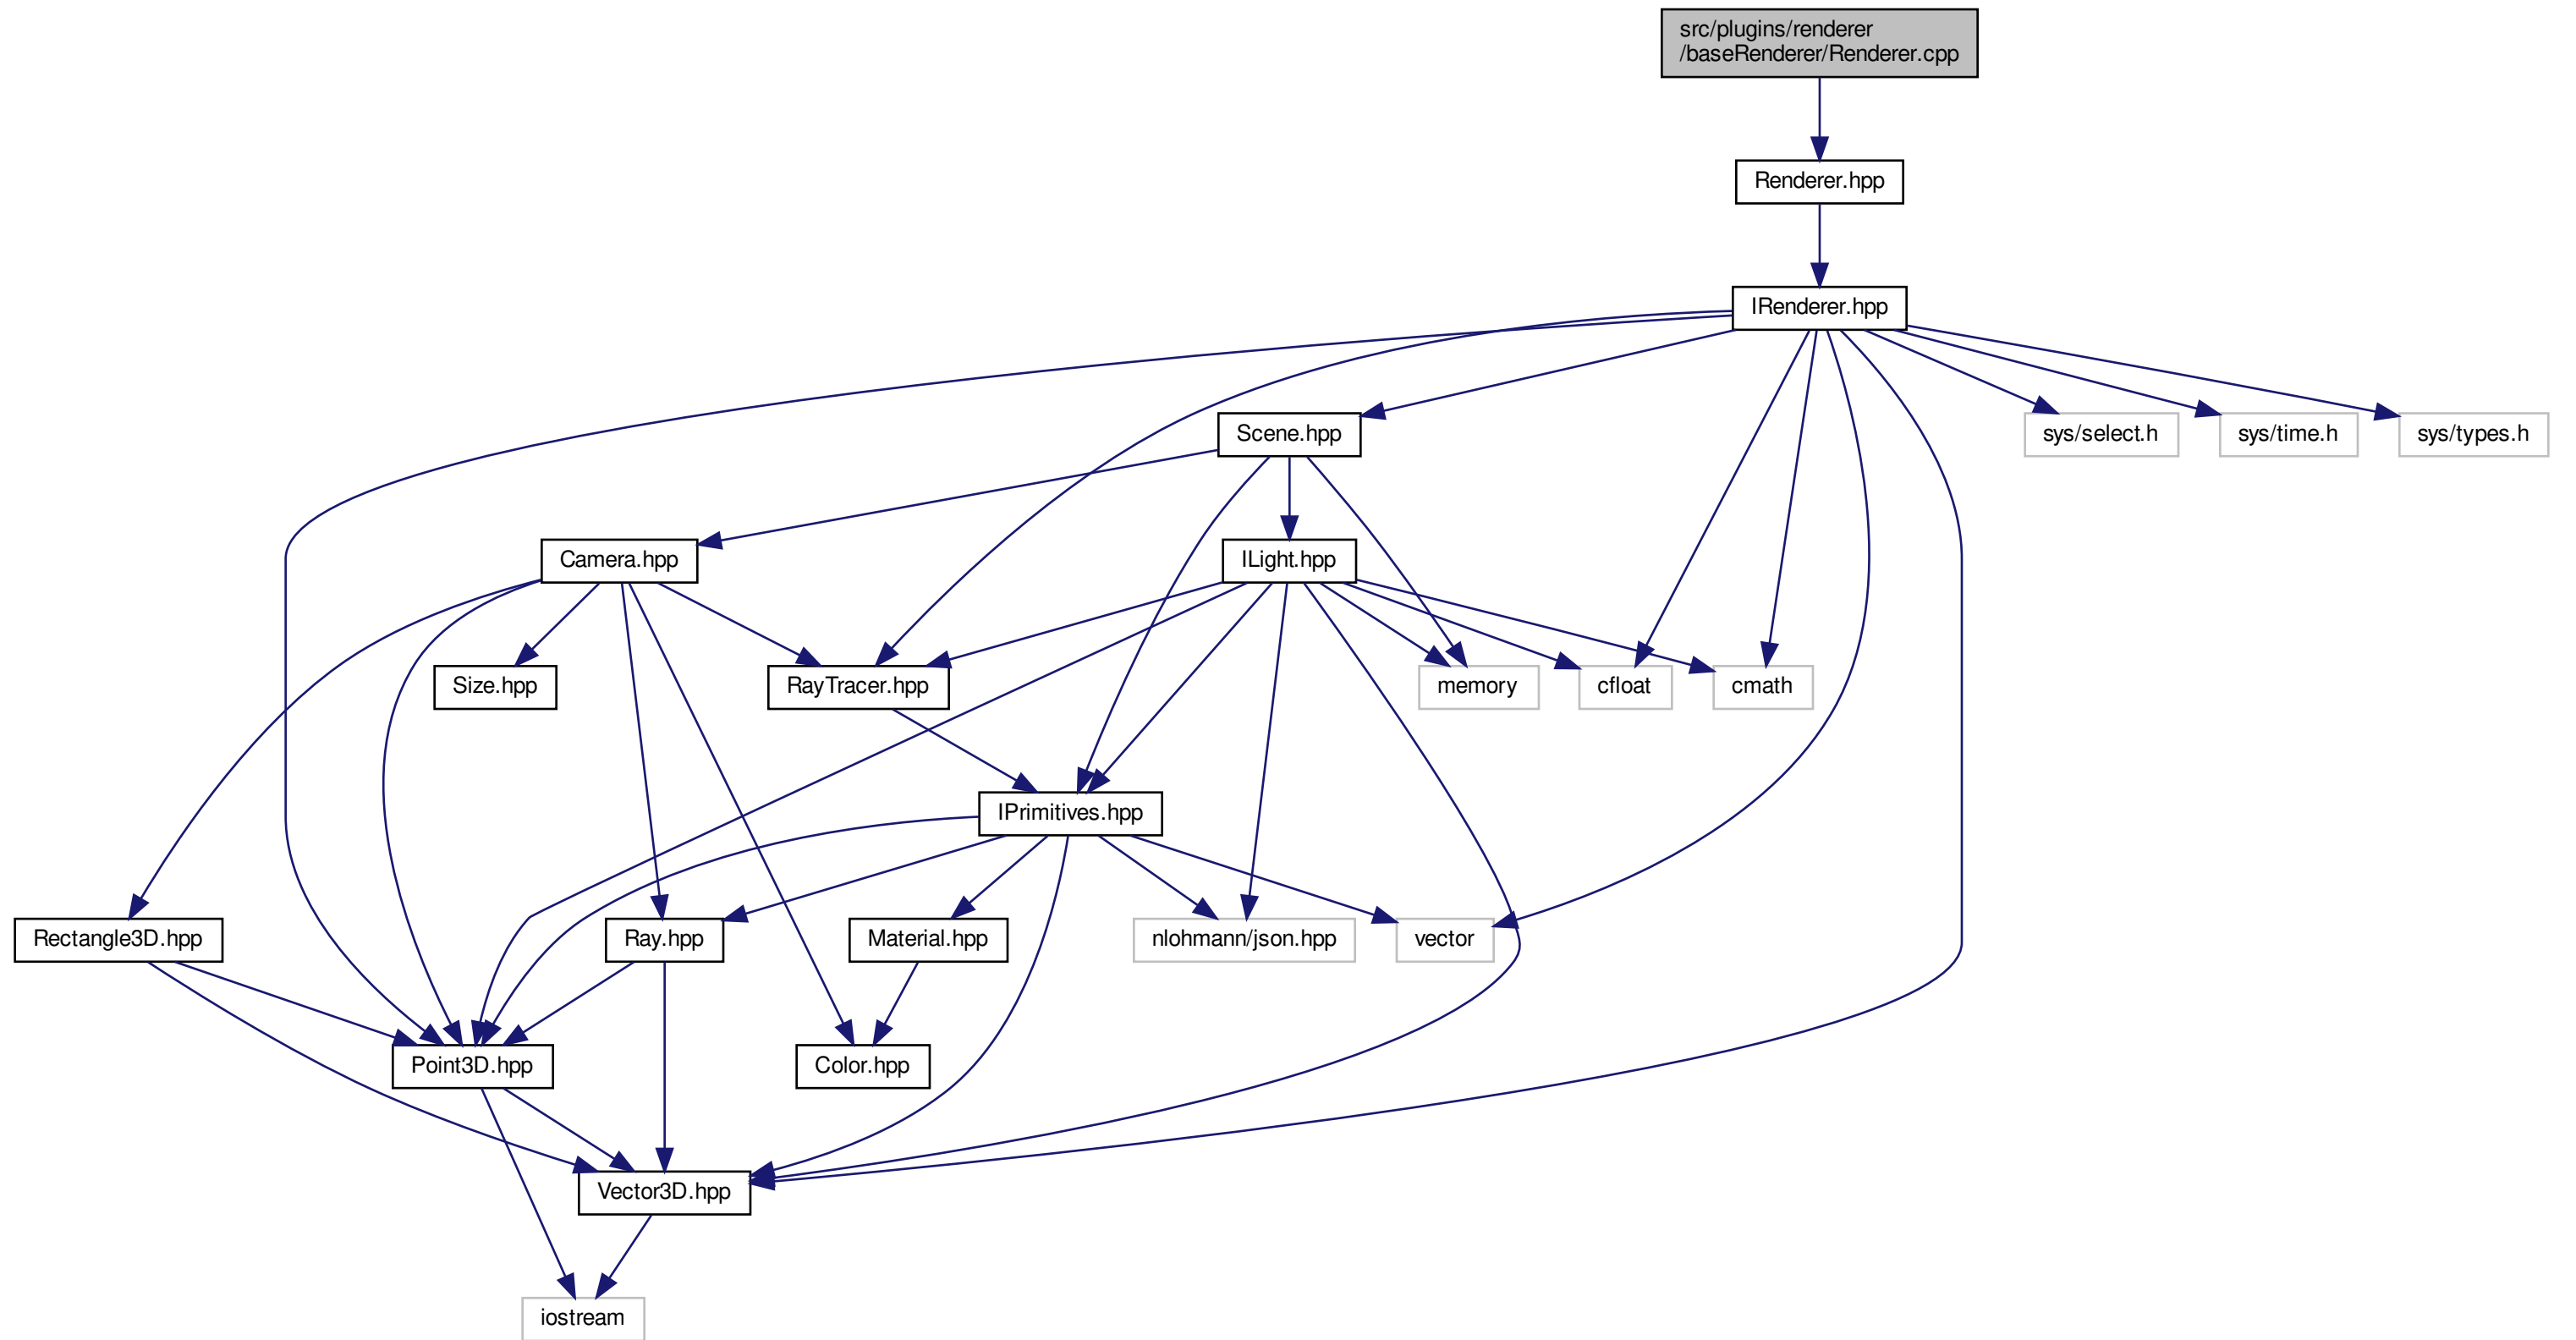 src/plugins/renderer
/baseRenderer/Renderer.cpp
Renderer.hpp
IRenderer.hpp
Scene.hpp
sys/select.h
sys/time.h
sys/types.h
Camera.hpp
ILight.hpp
Size.hpp
RayTracer.hpp
memory
cfloat
cmath
IPrimitives.hpp
Rectangle3D.hpp
Ray.hpp
Material.hpp
nlohmann/json.hpp
vector
Point3D.hpp
Color.hpp
Vector3D.hpp
iostream